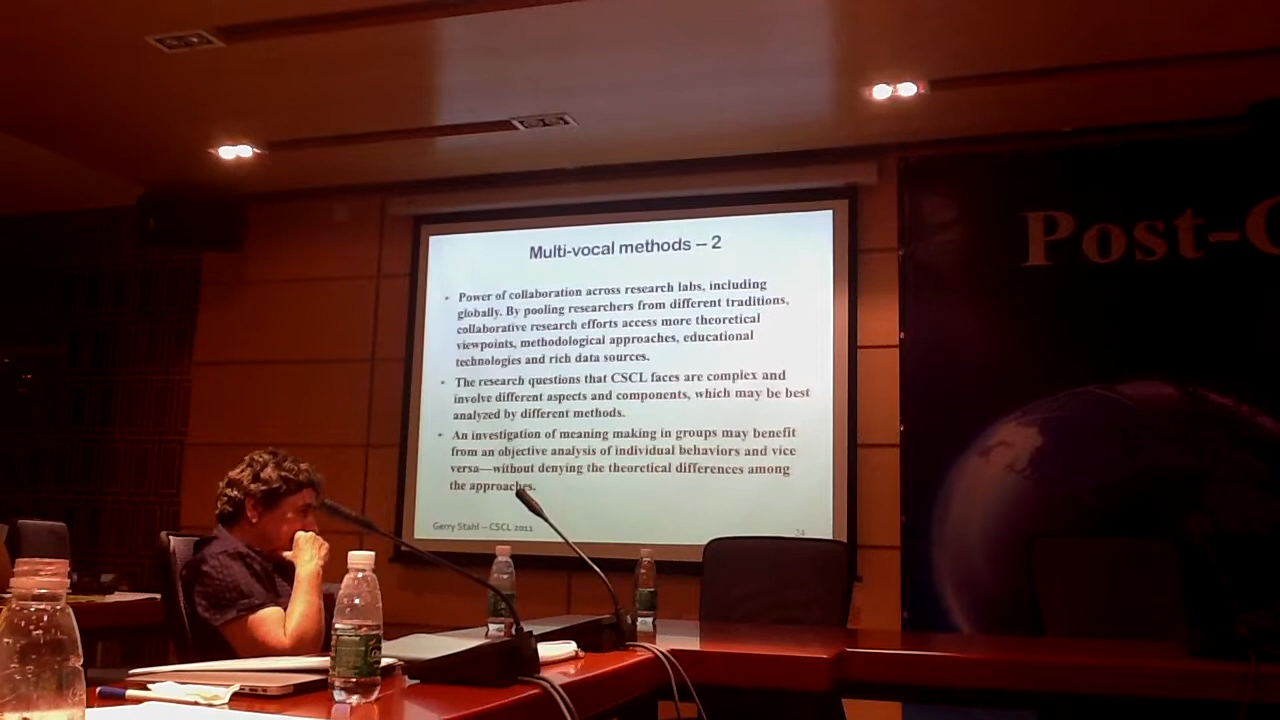 Multi-vocal methods – 2
Post-
• Power of collaboration across research labs, including
globally. By pooling researchers from different traditions,
collaborative research efforts access more theoretical
viewpoints, methodological approaches, educational
technologies and rich data sources.
• The research questions that CSCL faces are complex and
involve different aspects and components, which may be best
analyzed by different methods.
• An investigation of meaning making in groups may benefit
from an objective analysis of individual behaviors and vice
versa—without denying the theoretical differences among
the approaches.
Gerry Stahl – CSCL 2011
24